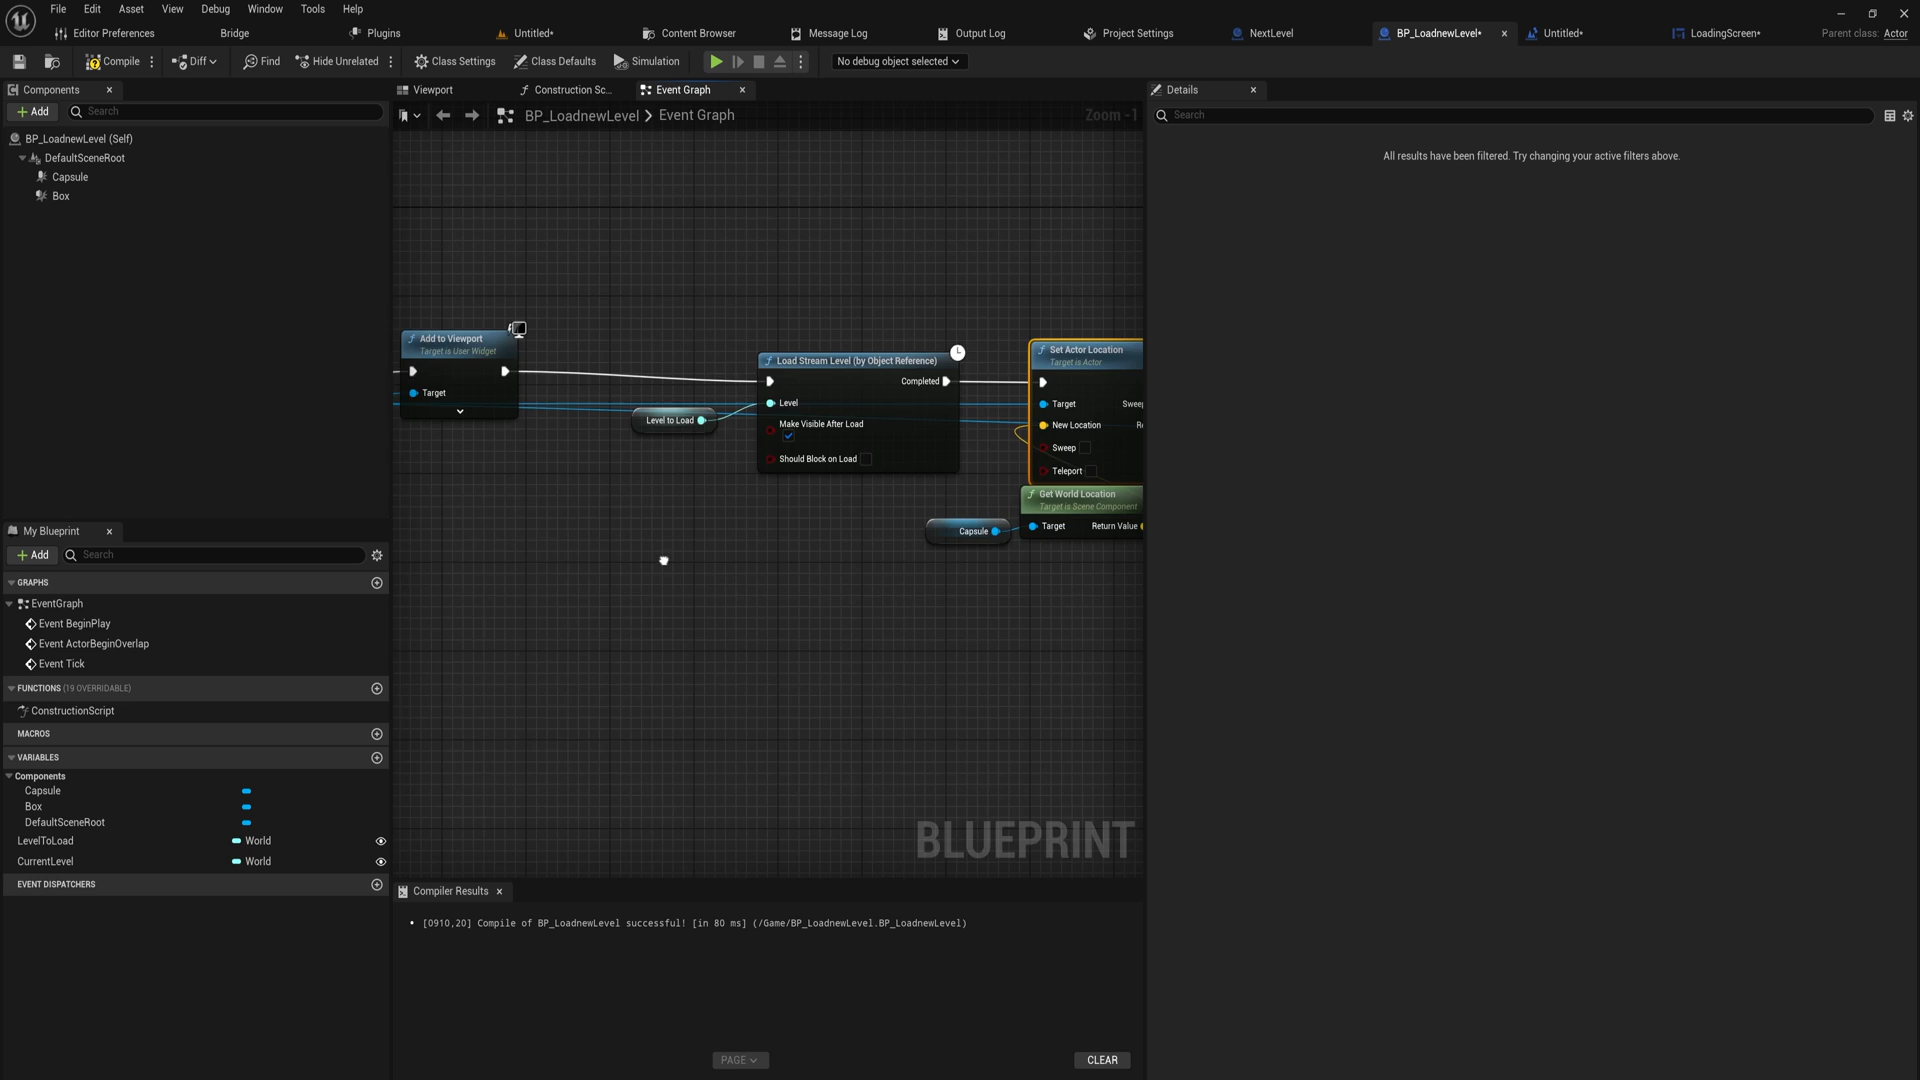 File Edit Asset View Debug Window Tools Help
Editor Preferences Bridge Plugins Untitled* Content Browser Message Log Output Log Project Settings NextLevel BP_LoadnewLevel* Untitled* LoadingScreen* Parent class: Actor
Compile Diff Find Hide Unrelated Class Settings Class Defaults Simulation No debug object selected
Components Viewport Construction Sc... Event Graph Details
+ Add Search
BP_LoadnewLevel > Event Graph Zoom -1
Search
BP_LoadnewLevel (Self)
DefaultSceneRoot
Capsule
Box
All results have been filtered. Try changing your active filters above.
Add to Viewport
Target is User Widget
Target
Level to Load
Load Stream Level (by Object Reference)
Completed
Level
Make Visible After Load
Should Block on Load
Set Actor Location
Target is Actor
Target Sweep
New Location Re
Sweep
Teleport
Get World Location
Target is Scene Component
Capsule
Target Return Value
BLUEPRINT
My Blueprint
+ Add Search
GRAPHS
EventGraph
Event BeginPlay
Event ActorBeginOverlap
Event Tick
FUNCTIONS (19 OVERRIDABLE)
ConstructionScript
MACROS
VARIABLES
Components
Capsule
Box
DefaultSceneRoot
LevelToLoad World
CurrentLevel World
EVENT DISPATCHERS
Compiler Results
• [0910,20] Compile of BP_LoadnewLevel successful! [in 80 ms] (/Game/BP_LoadnewLevel.BP_LoadnewLevel)
PAGE CLEAR